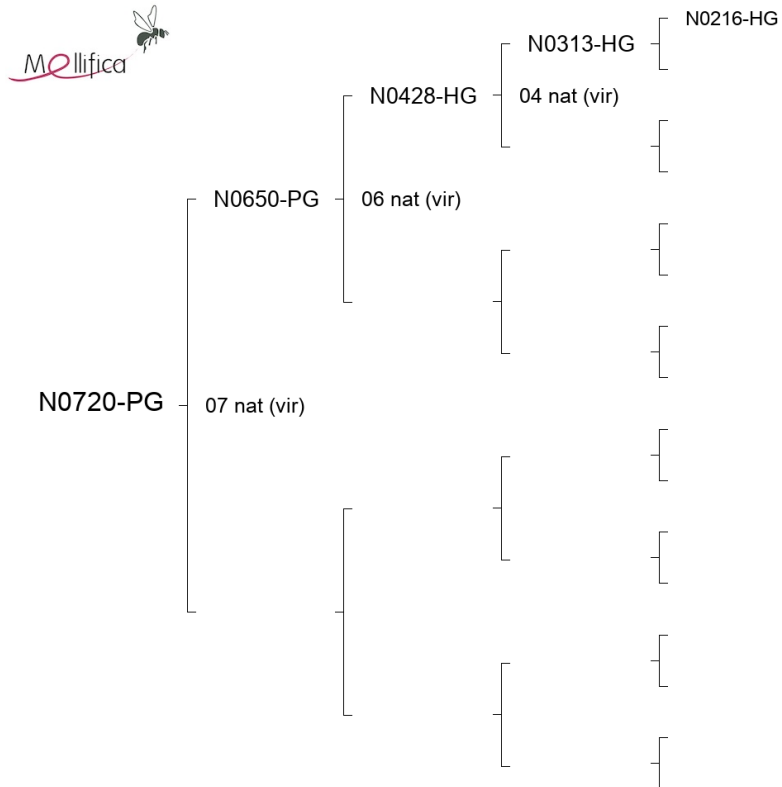 Mellifica
N0216-HG
N0313-HG
N0428-HG
04 nat (vir)
N0650-PG
06 nat (vir)
N0720-PG
07 nat (vir)